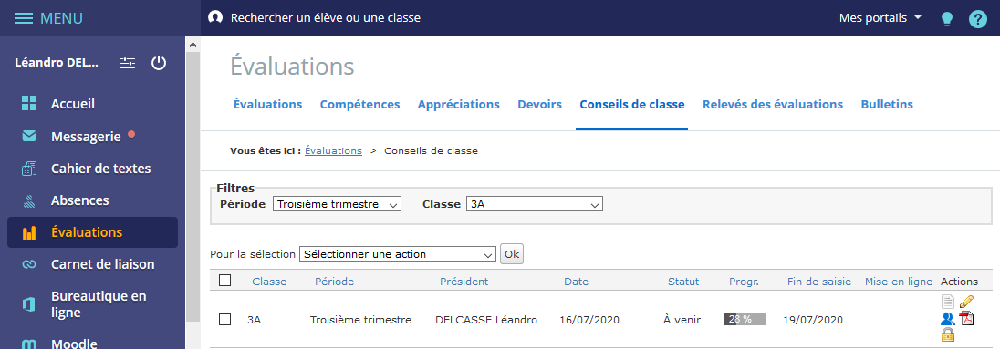 MENU
Rechercher un élève ou une classe
Mes portails
?
Léandro DEL...
Accueil
Messagerie
Cahier de textes
Absences
Évaluations
Carnet de liaison
Bureautique en
ligne
Moodle
Évaluations
Évaluations Compétences Appréciations Devoirs Conseils de classe Relevés des évaluations Bulletins
Vous êtes ici : Évaluations > Conseils de classe
Filtres
Période Troisième trimestre Classe 3A
Pour la sélection Sélectionner une action Ok
Classe Période Président Date Statut Progr. Fin de saisie Mise en ligne Actions
3A Troisième trimestre DELCASSE Léandro 16/07/2020 À venir 28 % 19/07/2020